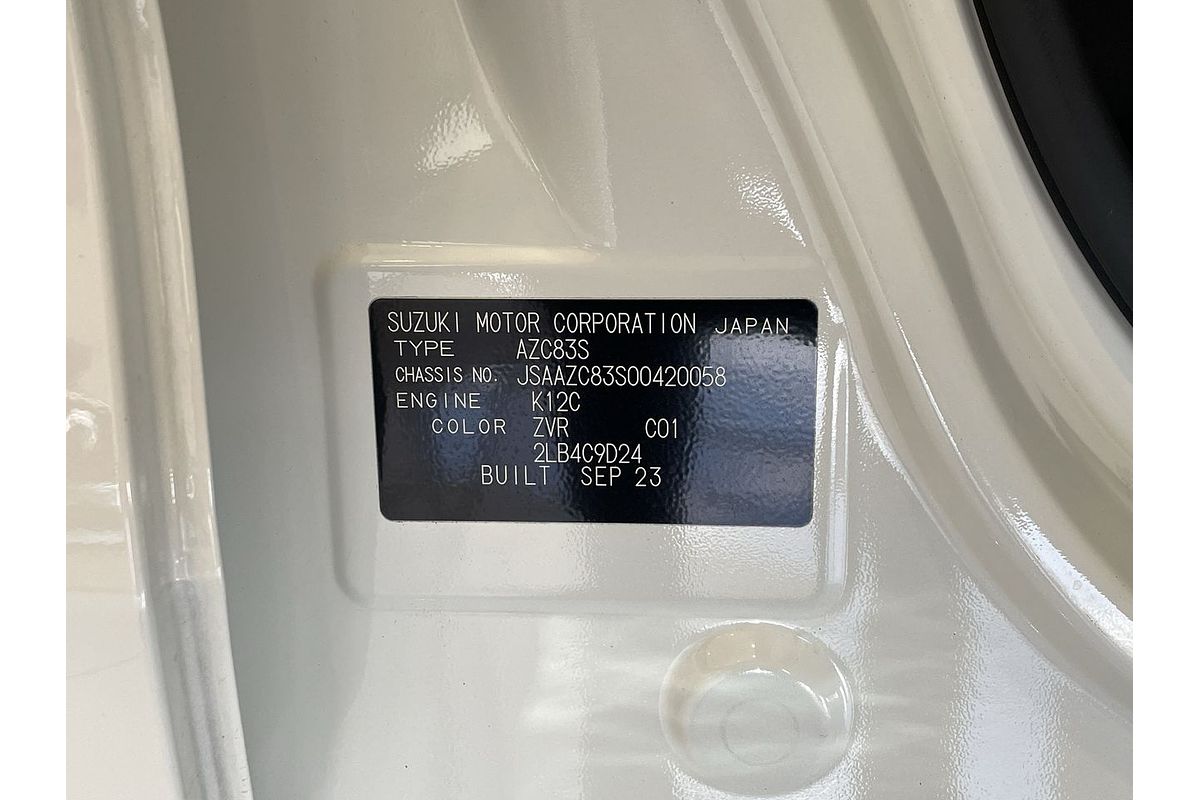 SUZUKI MOTOR CORPORATION JAPAN
TYPE AZC83S
CHASSIS NO. JSAAZC83S00420058
ENGINE K12C
COLOR ZVR C01
2LB4C9D24
BUILT SEP 23